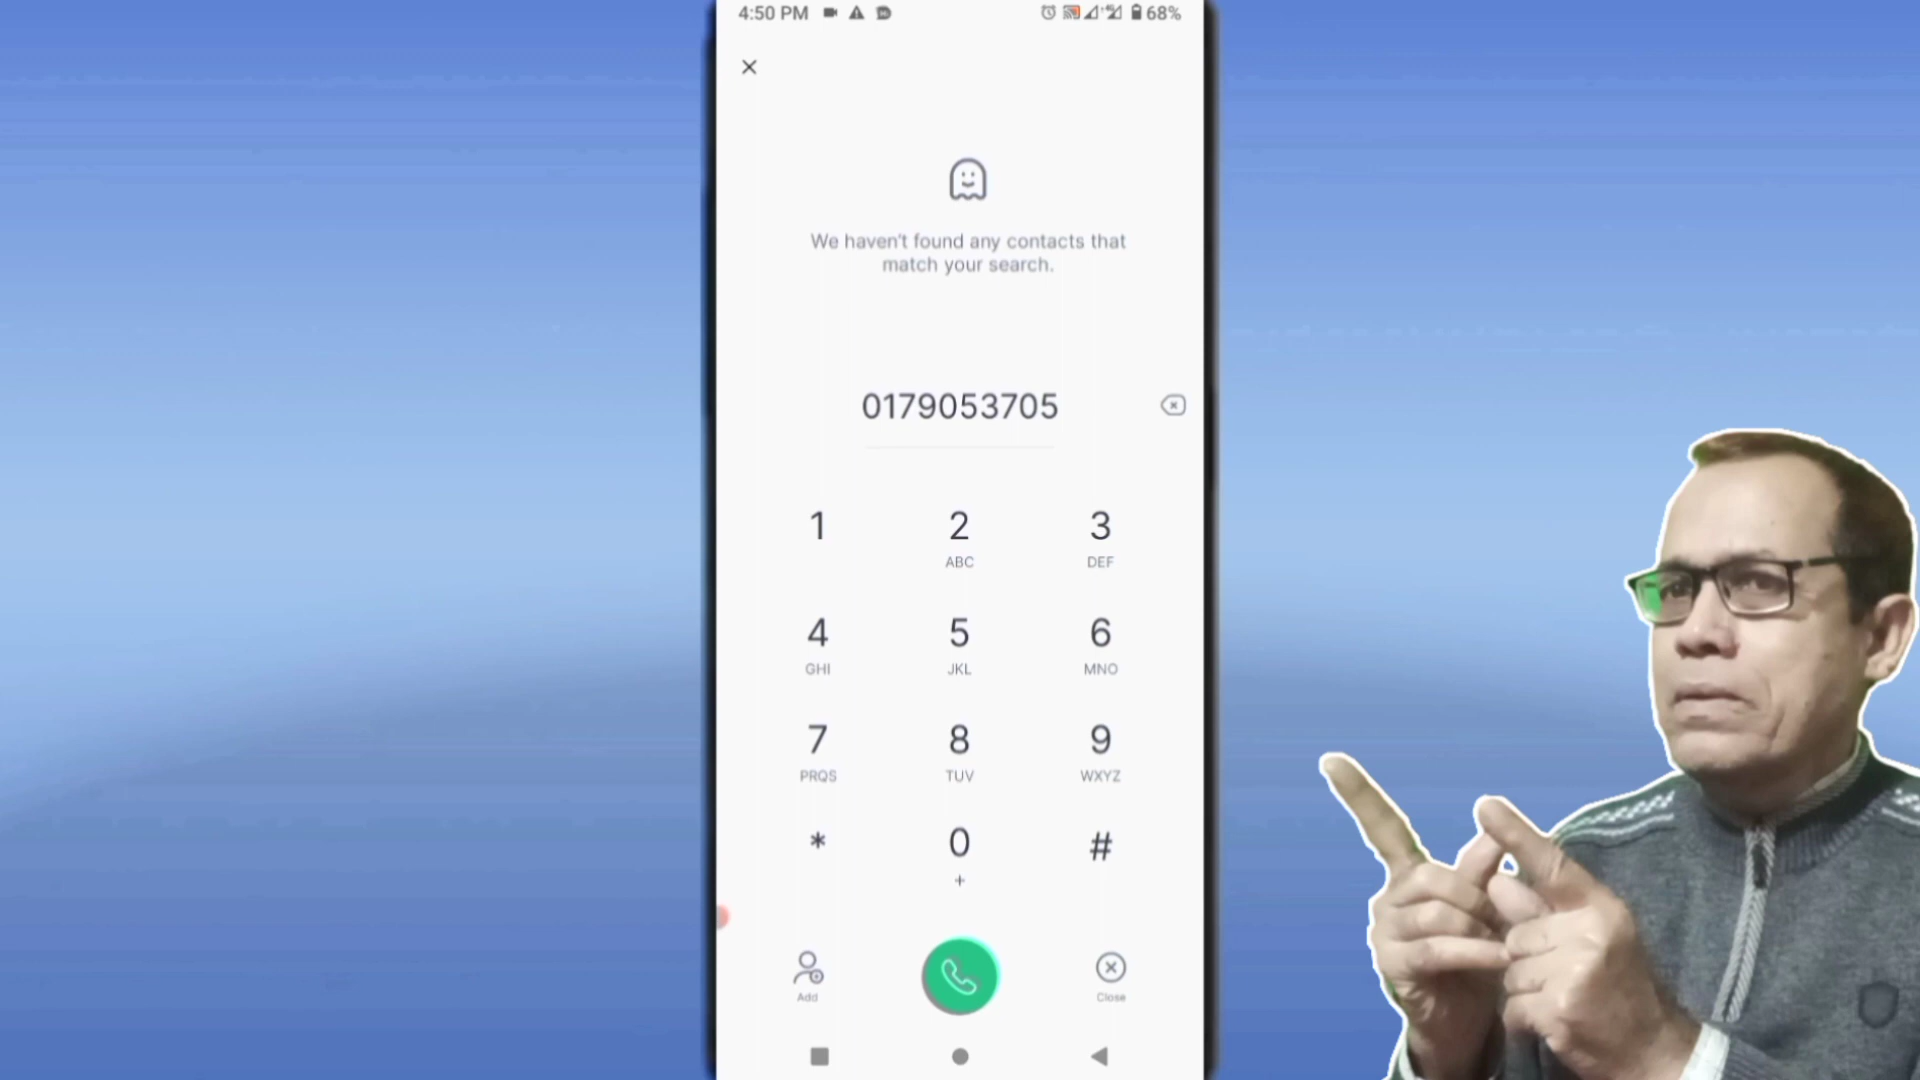 4:50 PM 68%
We haven't found any contacts that
match your search.
0179053705
1 2 3
ABC DEF
4 5 6
GHI JKL MNO
7 8 9
PRQS TUV WXYZ
* 0 #
+
Add Close